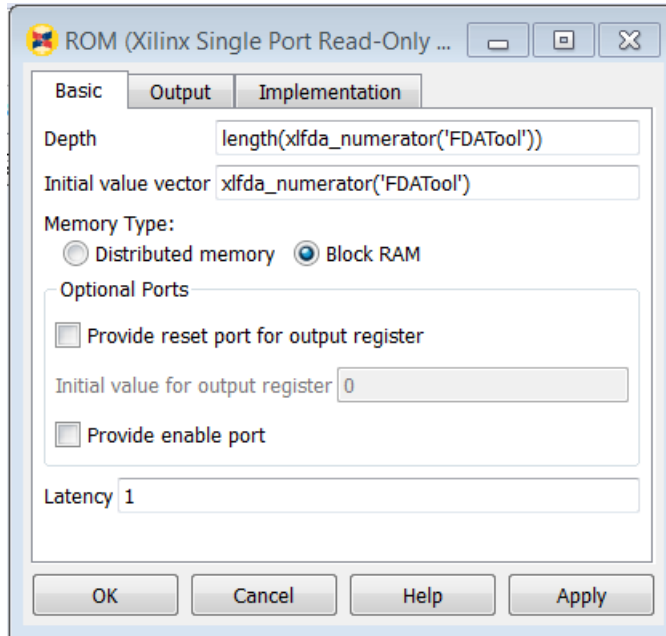 ROM (Xilinx Single Port Read-Only ...
Basic Output Implementation
Depth length(xlfda_numerator('FDATool'))
Initial value vector xlfda_numerator('FDATool')
Memory Type:
Distributed memory Block RAM
Optional Ports
Provide reset port for output register
Initial value for output register 0
Provide enable port
Latency 1
OK Cancel Help Apply